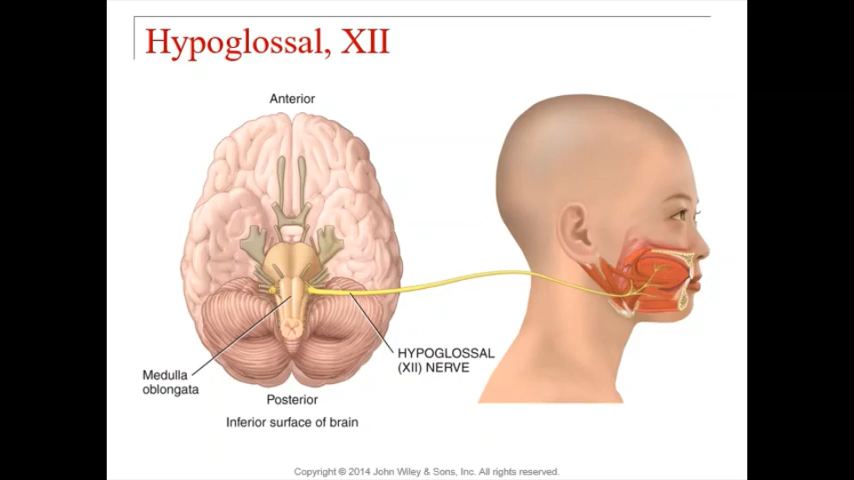 Hypoglossal, XII
Anterior
HYPOGLOSSAL
(XII) NERVE
Medulla
oblongata
Posterior
Inferior surface of brain
Copyright © 2014 John Wiley & Sons, Inc. All rights reserved.